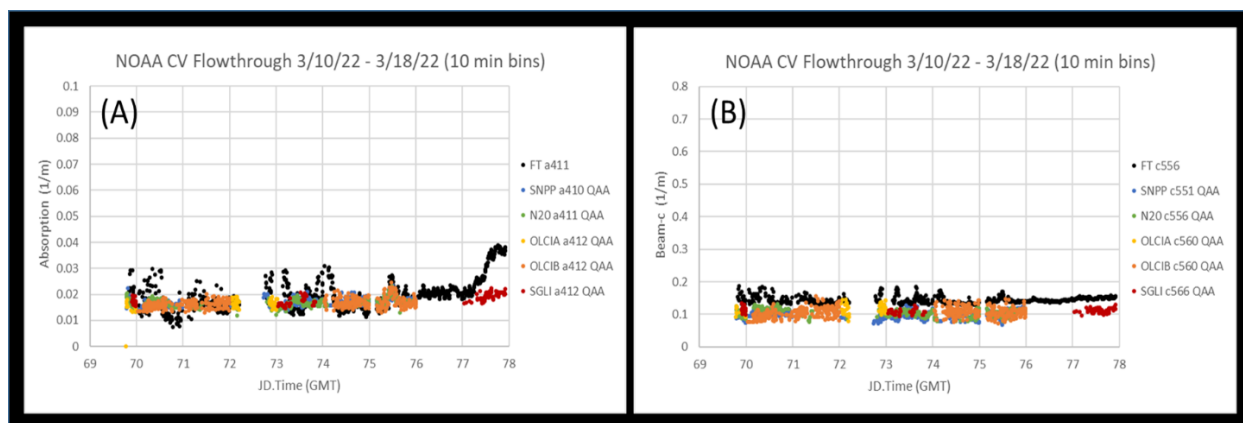 NOAA CV Flowthrough 3/10/22 - 3/18/22 (10 min bins)
(A)
Absorption (1/m)
0.1
0.09
0.08
0.07
0.06
0.05
0.04
0.03
0.02
0.01
0
69 70 71 72 73 74 75 76 77 78
JD.Time (GMT)
FT a411
SNPP a410 QAA
N20 a411 QAA
OLCIA a412 QAA
OLCIB a412 QAA
SGLI a412 QAA
NOAA CV Flowthrough 3/10/22 - 3/18/22 (10 min bins)
(B)
Beam-c (1/m)
0.8
0.7
0.6
0.5
0.4
0.3
0.2
0.1
0
69 70 71 72 73 74 75 76 77 78
JD.Time (GMT)
FT c556
SNPP c551 QAA
N20 c556 QAA
OLCIA c560 QAA
OLCIB c560 QAA
SGLI c566 QAA